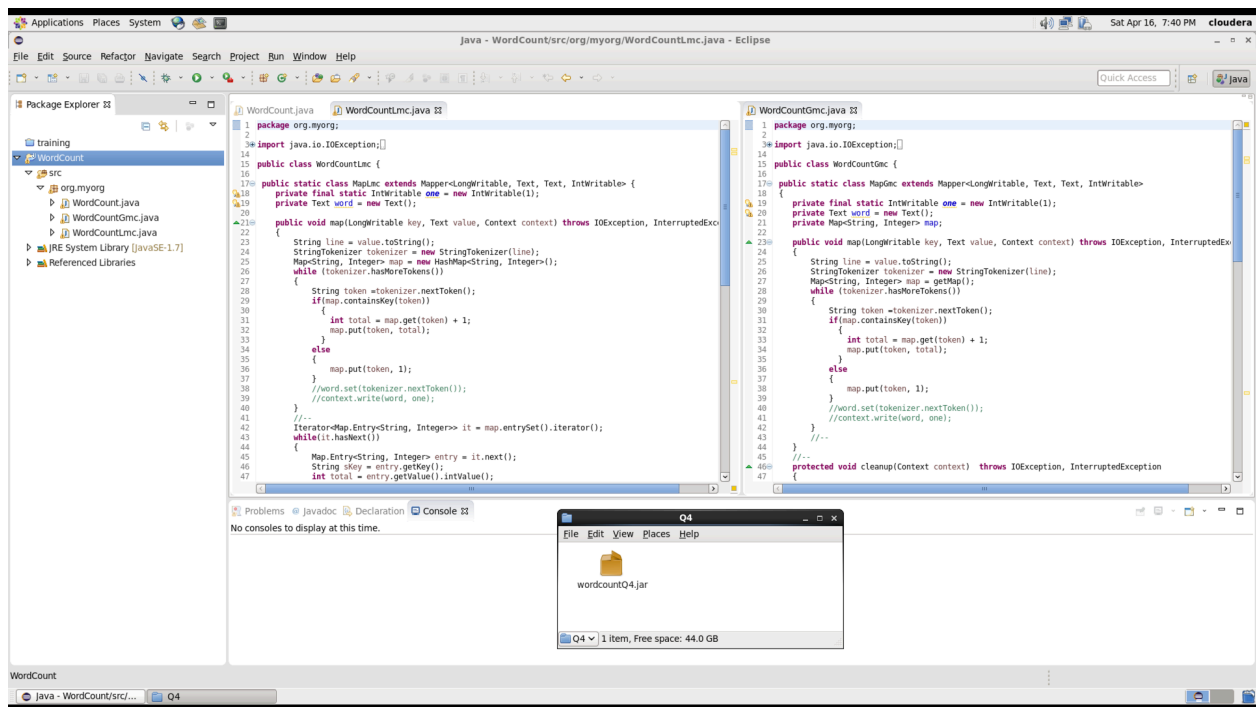 Applications Places System Sat Apr 16, 7:40 PM cloudera
Java - WordCount/src/org/myorg/WordCountLmc.java - Eclipse
File Edit Source Refactor Navigate Search Project Run Window Help
Quick Access Java
Package Explorer
training
WordCount
src
org.myorg
WordCount.java
WordCountGmc.java
WordCountLmc.java
JRE System Library [JavaSE-1.7]
Referenced Libraries
WordCount.java WordCountLmc.java
1 package org.myorg;
2
3 import java.io.IOException;
14
15 public class WordCountLmc {
16
17 public static class MapLmc extends Mapper<LongWritable, Text, Text, IntWritable> {
18 private final static IntWritable one = new IntWritable(1);
19 private Text word = new Text();
20
21 public void map(LongWritable key, Text value, Context context) throws IOException, InterruptedExc
22 {
23 String line = value.toString();
24 StringTokenizer tokenizer = new StringTokenizer(line);
25 Map<String, Integer> map = new HashMap<String, Integer>();
26 while (tokenizer.hasMoreTokens())
27 {
28 String token =tokenizer.nextToken();
29 if(map.containsKey(token))
30 {
31 int total = map.get(token) + 1;
32 map.put(token, total);
33 }
34 else
35 {
36 map.put(token, 1);
37 }
38 //word.set(tokenizer.nextToken());
39 //context.write(word, one);
40 }
41 //--
42 Iterator<Map.Entry<String, Integer>> it = map.entrySet().iterator();
43 while(it.hasNext())
44 {
45 Map.Entry<String, Integer> entry = it.next();
46 String sKey = entry.getKey();
47 int total = entry.getValue().intValue();
WordCountGmc.java
1 package org.myorg;
2
3 import java.io.IOException;
14
15 public class WordCountGmc {
16
17 public static class MapGmc extends Mapper<LongWritable, Text, Text, IntWritable>
18 {
19 private final static IntWritable one = new IntWritable(1);
20 private Text word = new Text();
21 private Map<String, Integer> map;
22
23 public void map(LongWritable key, Text value, Context context) throws IOException, InterruptedEx
24 {
25 String line = value.toString();
26 StringTokenizer tokenizer = new StringTokenizer(line);
27 Map<String, Integer> map = getMap();
28 while (tokenizer.hasMoreTokens())
29 {
30 String token =tokenizer.nextToken();
31 if(map.containsKey(token))
32 {
33 int total = map.get(token) + 1;
34 map.put(token, total);
35 }
36 else
37 {
38 map.put(token, 1);
39 }
40 //word.set(tokenizer.nextToken());
41 //context.write(word, one);
42 }
43 //--
44 }
45 //--
46 protected void cleanup(Context context) throws IOException, InterruptedException
47 {
Problems Javadoc Declaration Console
No consoles to display at this time.
Q4
File Edit View Places Help
wordcountQ4.jar
Q4 1 item, Free space: 44.0 GB
WordCount
Java - WordCount/src/... Q4